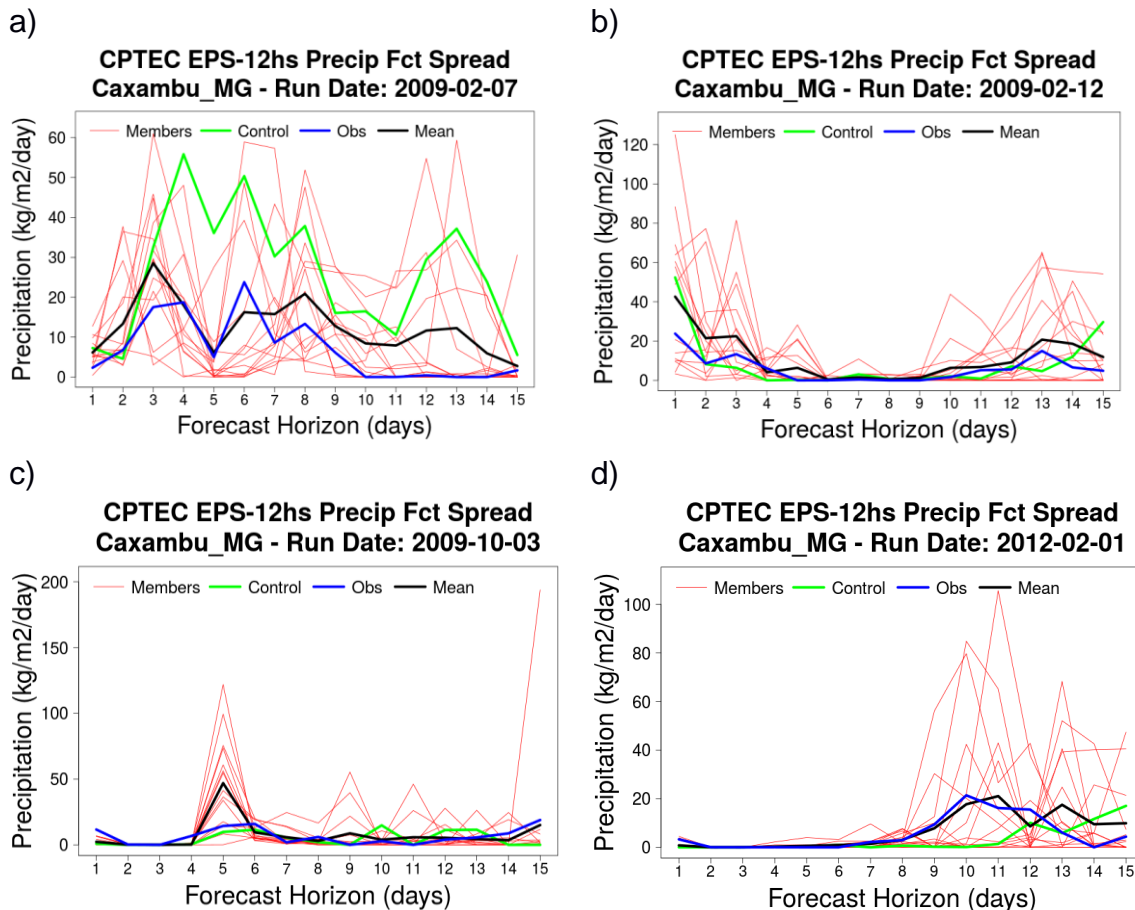 a)
CPTEC EPS-12hs Precip Fct Spread
Caxambu_MG - Run Date: 2009-02-07
Members Control Obs Mean
Precipitation (kg/m2/day)
60
50
40
30
20
10
0
1 2 3 4 5 6 7 8 9 10 11 12 13 14 15
Forecast Horizon (days)
b)
CPTEC EPS-12hs Precip Fct Spread
Caxambu_MG - Run Date: 2009-02-12
Members Control Obs Mean
Precipitation (kg/m2/day)
120
100
80
60
40
20
0
1 2 3 4 5 6 7 8 9 10 11 12 13 14 15
Forecast Horizon (days)
c)
CPTEC EPS-12hs Precip Fct Spread
Caxambu_MG - Run Date: 2009-10-03
Members Control Obs Mean
Precipitation (kg/m2/day)
200
150
100
50
0
1 2 3 4 5 6 7 8 9 10 11 12 13 14 15
Forecast Horizon (days)
d)
CPTEC EPS-12hs Precip Fct Spread
Caxambu_MG - Run Date: 2012-02-01
Members Control Obs Mean
Precipitation (kg/m2/day)
100
80
60
40
20
0
1 2 3 4 5 6 7 8 9 10 11 12 13 14 15
Forecast Horizon (days)